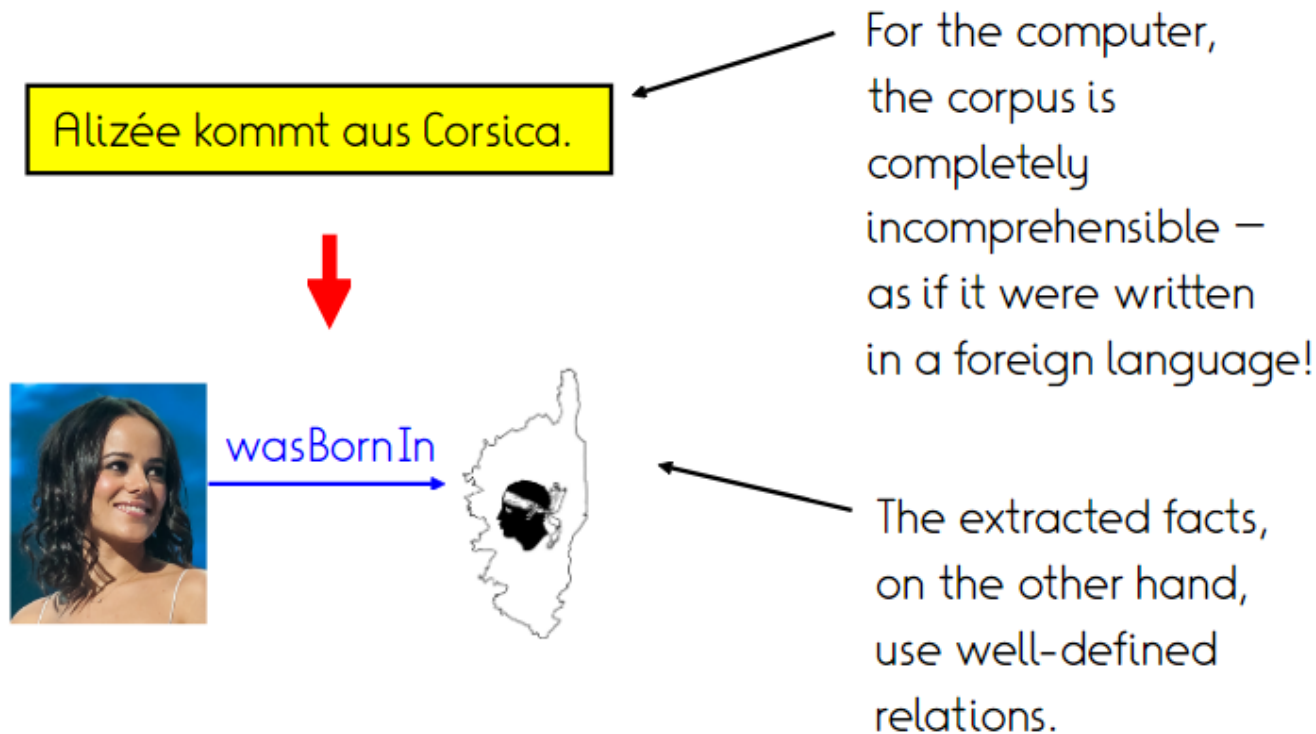 Alizée kommt aus Corsica.
For the computer,
the corpus is
completely
incomprehensible —
as if it were written
in a foreign language!
wasBornIn
The extracted facts,
on the other hand,
use well-defined
relations.